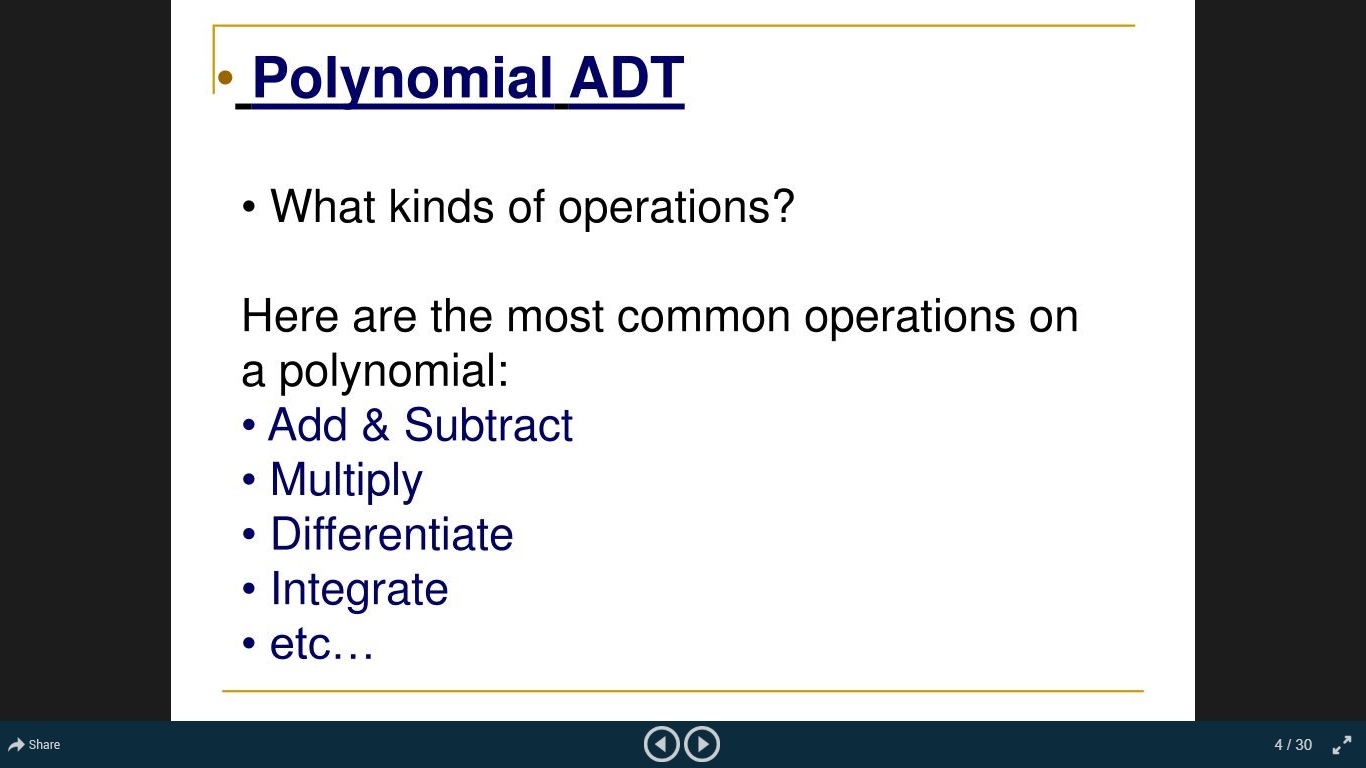 • Polynomial ADT
• What kinds of operations?
Here are the most common operations on
a polynomial:
• Add & Subtract
• Multiply
• Differentiate
• Integrate
• etc…
Share
4 / 30